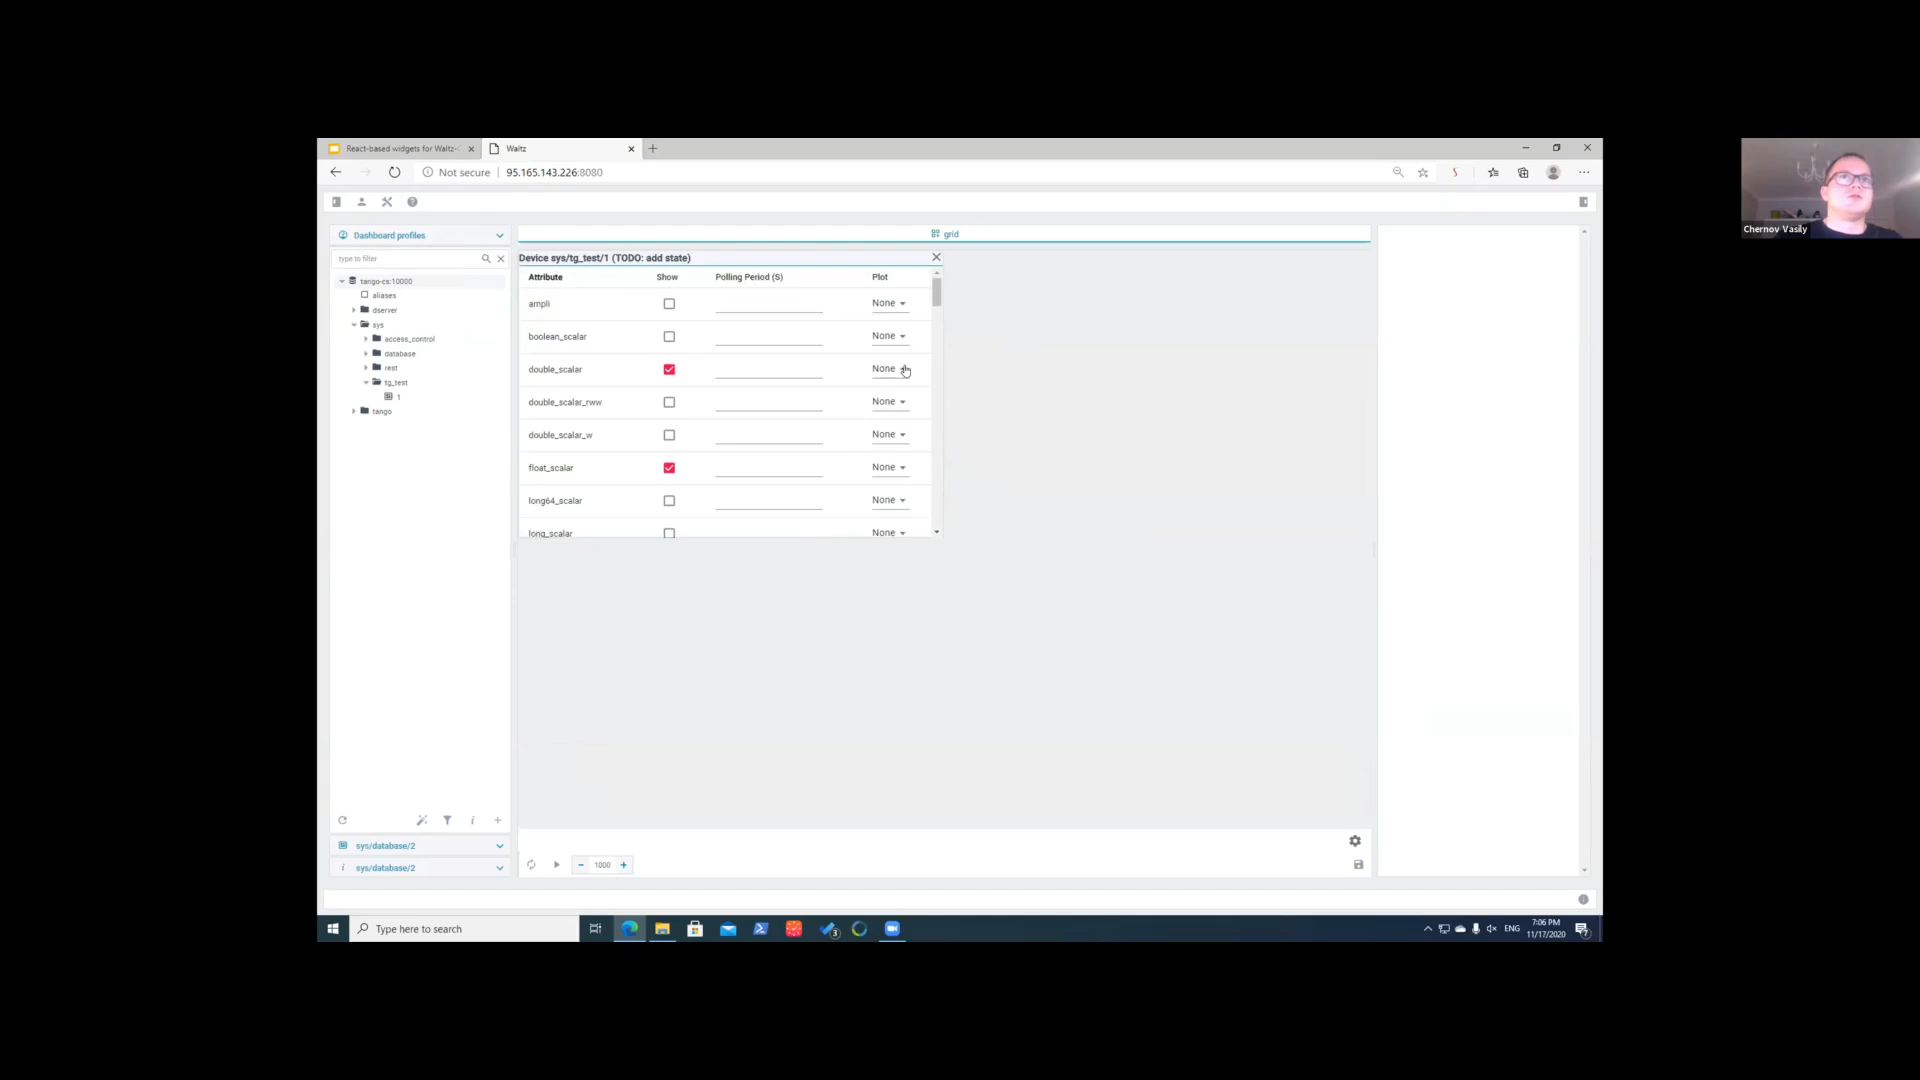 React-based widgets for Waltz-
Waltz
Not secure
95.165.143.226:8080
Chernov Vasily
Dashboard profiles
grid
type to filter
Device sys/tg_test/1 (TODO: add state)
Attribute Show Polling Period (S) Plot
tango-cs:10000
aliases
dserver
sys
access_control
database
rest
tg_test
1
tango
ampli None
boolean_scalar None
double_scalar None
double_scalar_rww None
double_scalar_w None
float_scalar None
long64_scalar None
long_scalar None
sys/database/2
sys/database/2
1000
Type here to search
3
ENG
7:06 PM
11/17/2020
7